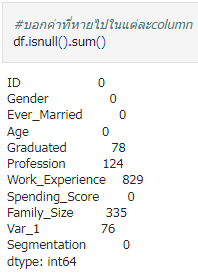 #บอกค่าที่หายไปในแต่ละcolumn
df.isnull().sum()
ID 0
Gender 0
Ever_Married 0
Age 0
Graduated 78
Profession 124
Work_Experience 829
Spending_Score 0
Family_Size 335
Var_1 76
Segmentation 0
dtype: int64